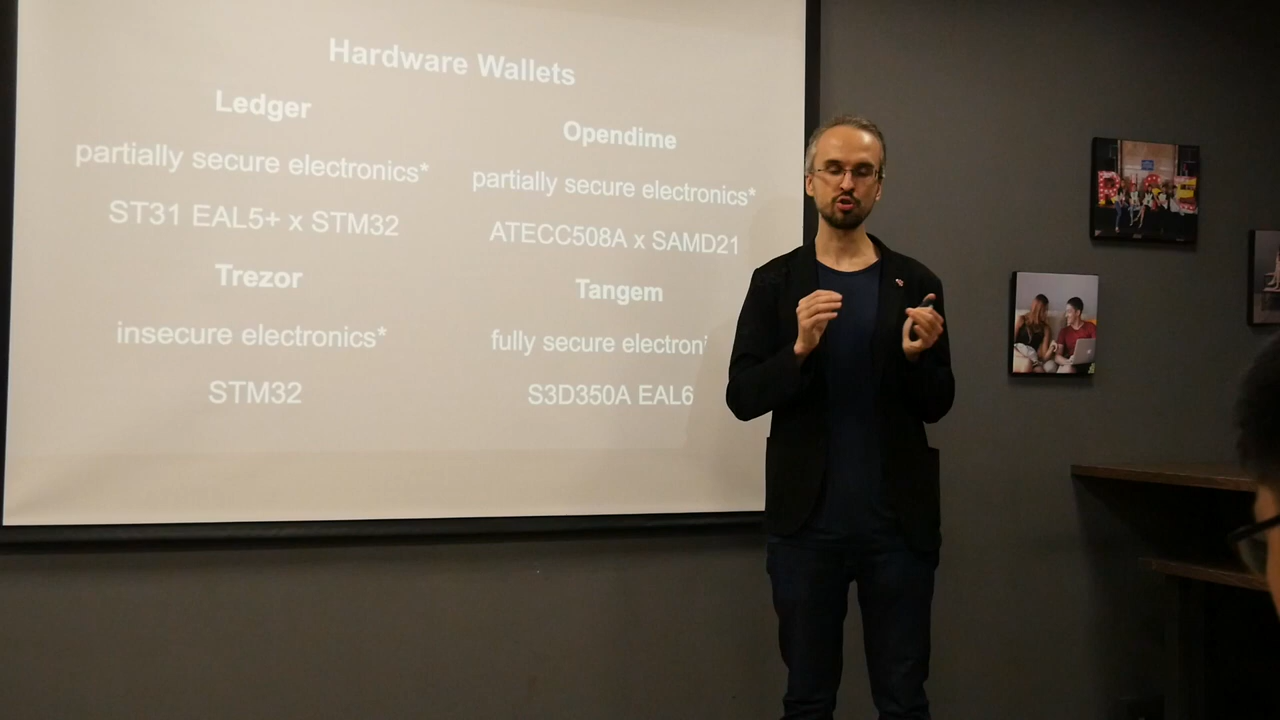 Hardware Wallets
Ledger
partially secure electronics*
ST31 EAL5+ x STM32
Trezor
insecure electronics*
STM32
Opendime
partially secure electronics*
ATECC508A x SAMD21
Tangem
fully secure
S3D350A EAL6